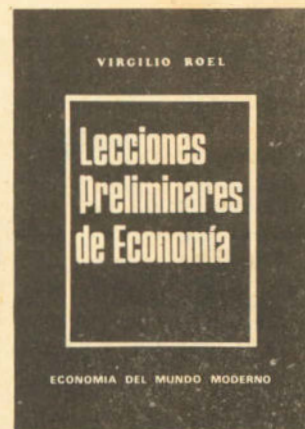 VIRGILIO ROEL
Lecciones
Preliminares
de Economía
ECONOMIA DEL MUNDO MODERNO